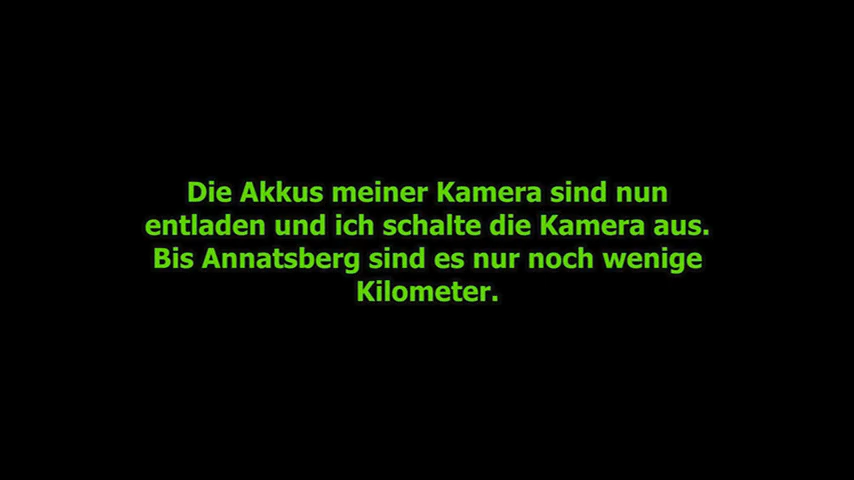 Die Akkus meiner Kamera sind nun
entladen und ich schalte die Kamera aus.
Bis Annatsberg sind es nur noch wenige
Kilometer.